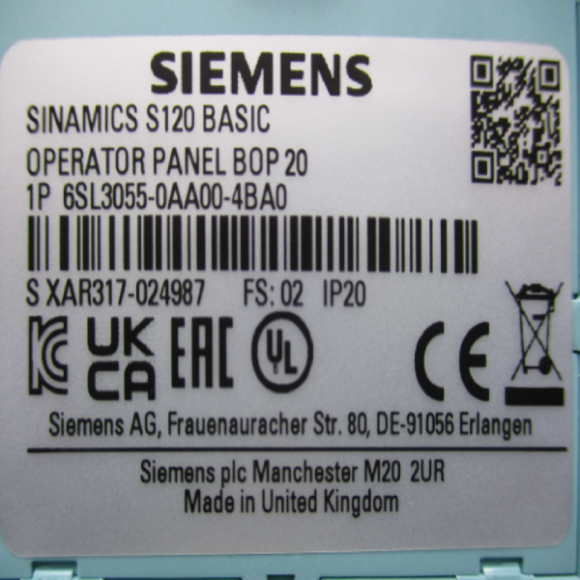 SIEMENS
SINAMICS S120 BASIC
OPERATOR PANEL BOP 20
1P 6SL3055-0AA00-4BA0
S XAR317-024987 FS: 02 IP20
UK CA EAC UL CE
Siemens AG, Frauenauracher Str. 80, DE-91056 Erlangen
Siemens plc Manchester M20 2UR
Made in United Kingdom